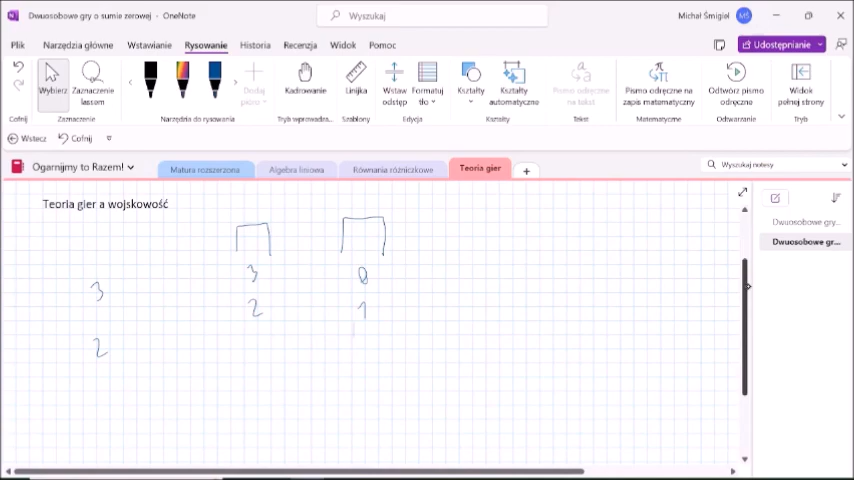 Dwuosobowe gry o sumie zerowej - OneNote
Wyszukaj
Michał Śmigiel
MŚ
Plik Narzędzia główne Wstawianie Rysowanie Historia Recenzja Widok Pomoc
Udostępnianie
Wybierz
Zaznaczenie lassem
Dodaj pióro
Kadrowanie
Linijka
Wstaw odstęp
Formatuj tło
Kształty
Kształty automatyczne
Pismo odręczne na tekst
Pismo odręczne na zapis matematyczny
Odtwórz pismo odręczne
Widok pełnej strony
Cofnij Zaznaczenie Narzędzia do rysowania Tryb wprowadza... Szablony Edycja Kształty Tekst Matematyczne Odtwarzanie Tryb
Wstecz Cofnij
Ogarnijmy to Razem! Matura rozszerzona Algebra liniowa Równania różniczkowe Teoria gier +
Wyszukaj notesy
Teoria gier a wojskowość
Dwuosobowe gry...
Dwuosobowe gr...
3 0
3
2 1
2